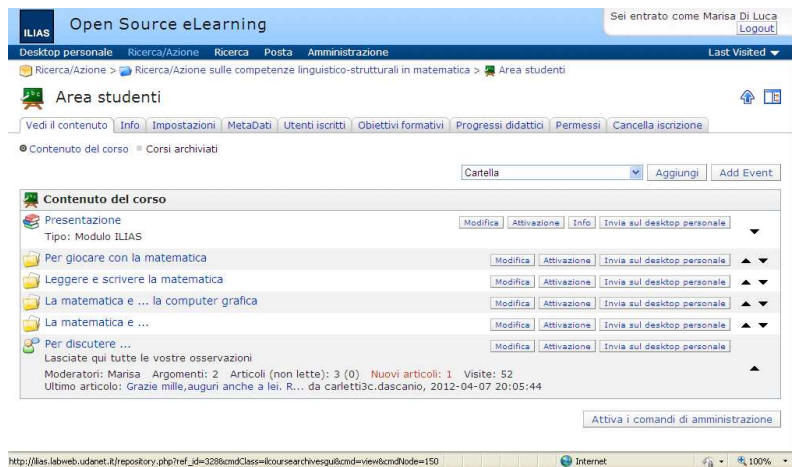 ILIAS Open Source eLearning
Sei entrato come Marisa Di Luca
Logout
Desktop personale Ricerca/Azione Ricerca Posta Amministrazione Last Visited
Ricerca/Azione > Ricerca/Azione sulle competenze linguistico-strutturali in matematica > Area studenti
Area studenti
Vedi il contenuto Info Impostazioni MetaDati Utenti iscritti Obiettivi formativi Progressi didattici Permessi Cancella iscrizione
Contenuto del corso Corsi archiviati
Cartella Aggiungi Add Event
Contenuto del corso
Presentazione Modifica Attivazione Info Invia sul desktop personale
Tipo: Modulo ILIAS
Per giocare con la matematica Modifica Attivazione Invia sul desktop personale
Leggere e scrivere la matematica Modifica Attivazione Invia sul desktop personale
La matematica e ... la computer grafica Modifica Attivazione Invia sul desktop personale
La matematica e ... Modifica Attivazione Invia sul desktop personale
Per discutere ... Modifica Attivazione Invia sul desktop personale
Lasciate qui tutte le vostre osservazioni
Moderatori: Marisa Argomenti: 2 Articoli (non lette): 3 (0) Nuovi articoli: 1 Visite: 52
Ultimo articolo: Grazie mille,auguri anche a lei. R... da carletti3c.dascanio, 2012-04-07 20:05:44
Attiva i comandi di amministrazione
http://ilias.labweb.udanet.it/repository.php?ref_id=328&cmdClass=ilcoursearchivesgui&cmd=view&cmdNode=150 Internet 100%